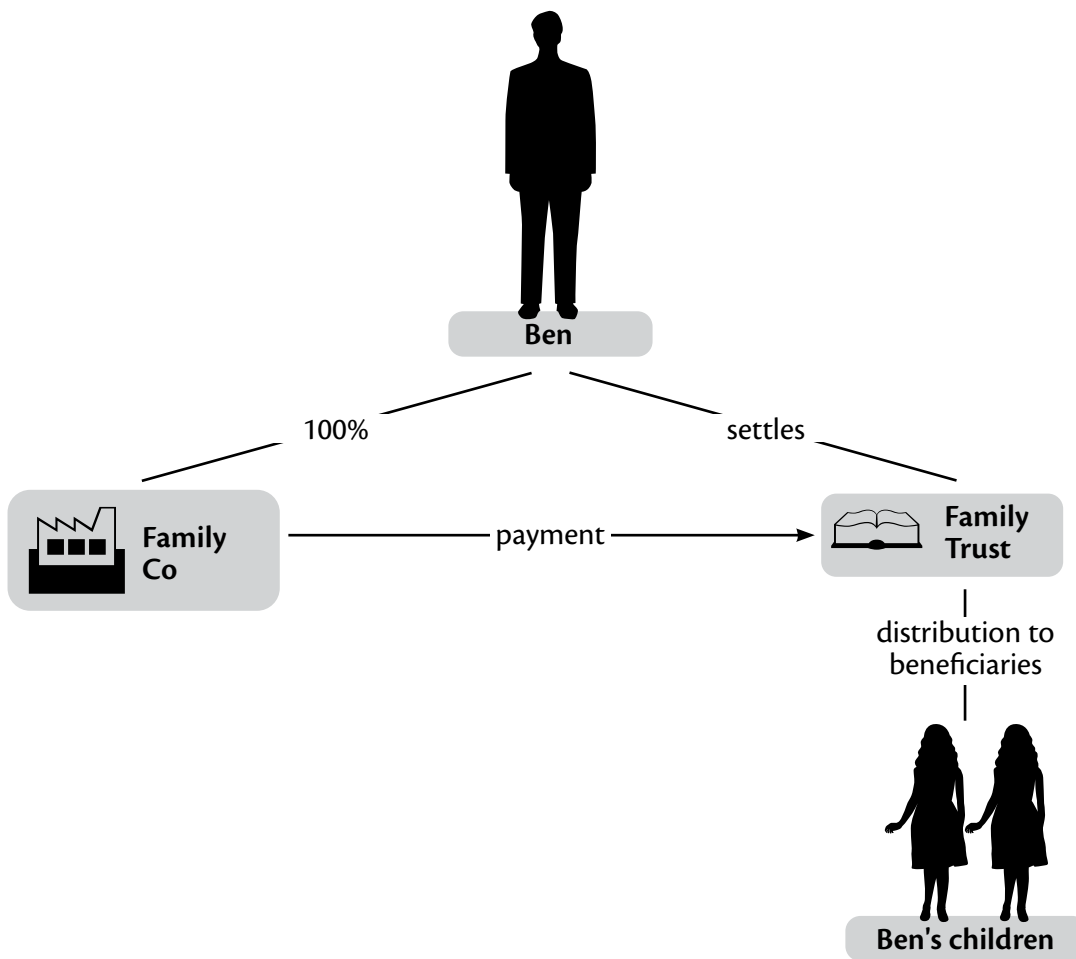 Ben
100%
settles
Family
Co
payment
Family
Trust
distribution to
beneficiaries
Ben's children